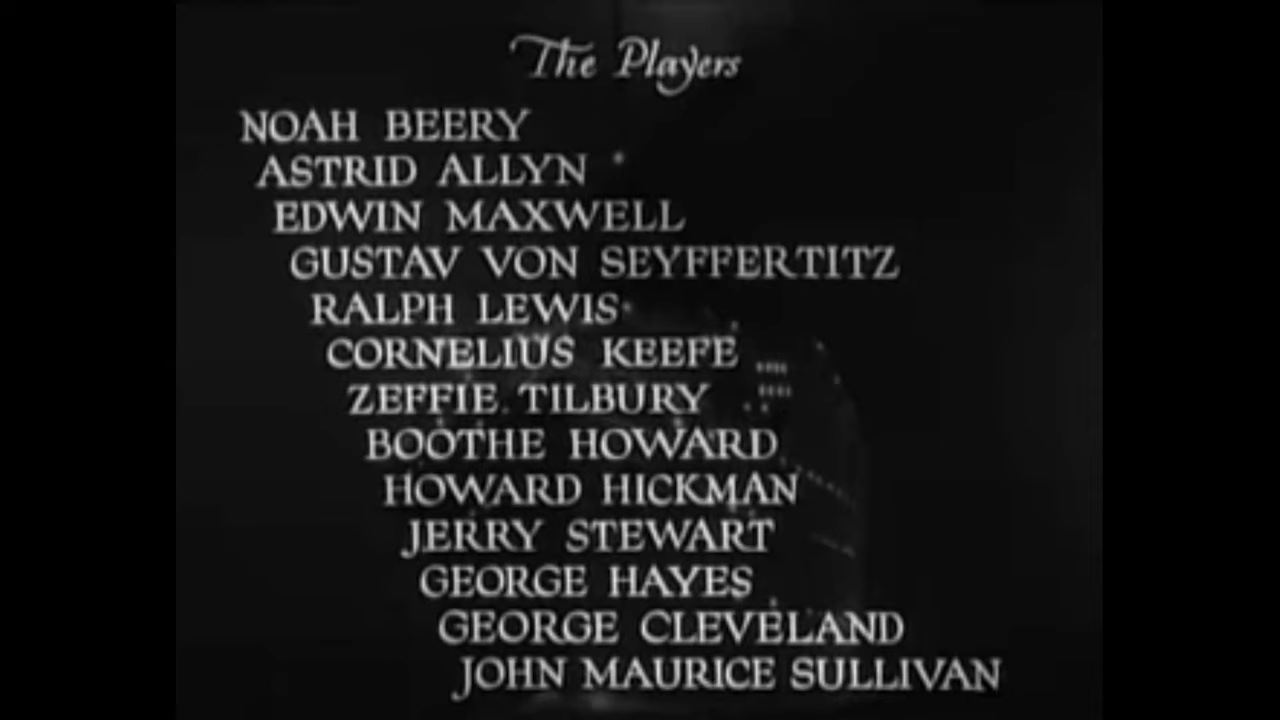 The Players
NOAH BEERY
ASTRID ALLYN
EDWIN MAXWELL
GUSTAV VON SEYFFERTITZ
RALPH LEWIS
CORNELIUS KEEFE
ZEFFIE TILBURY
BOOTHE HOWARD
HOWARD HICKMAN
JERRY STEWART
GEORGE HAYES
GEORGE CLEVELAND
JOHN MAURICE SULLIVAN